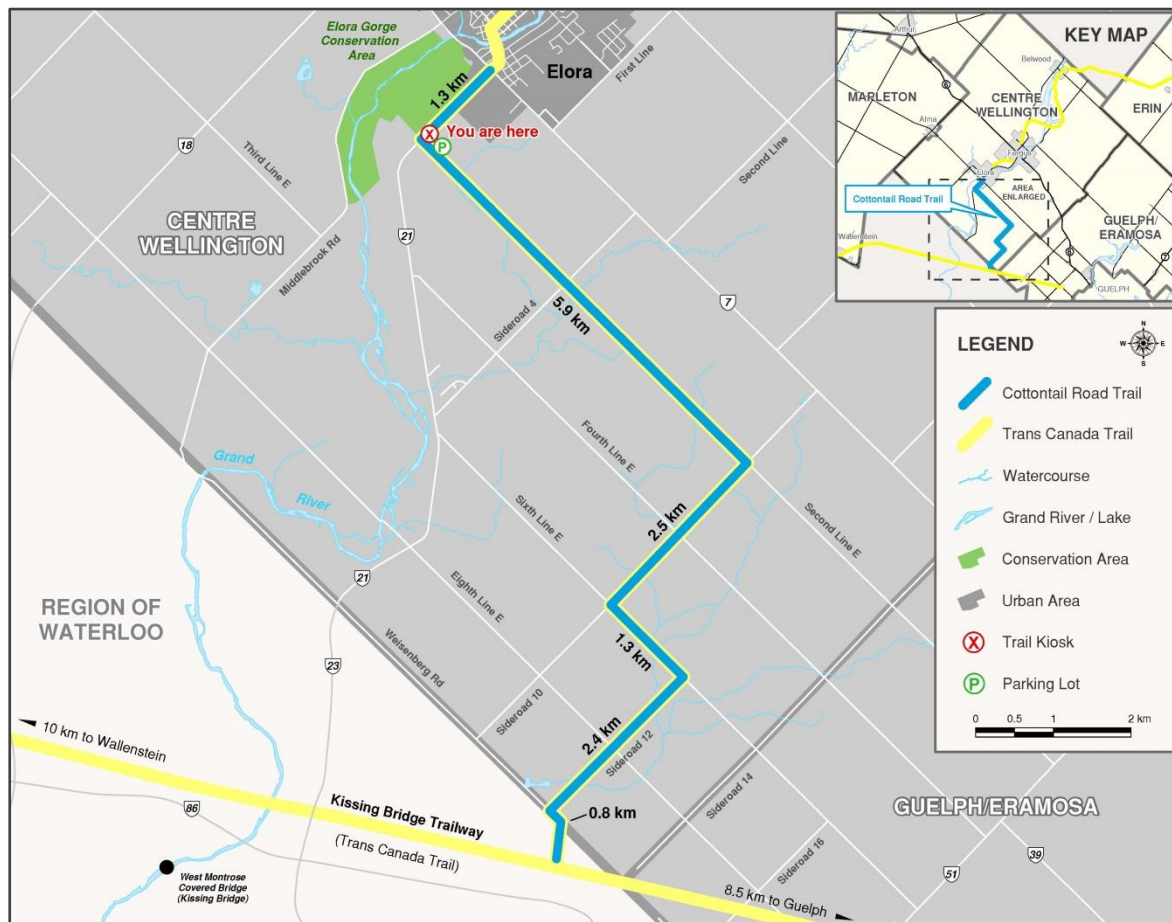 Elora Gorge
Conservation
Area
Elora
First Line
1.3 km
X
You are here
P
18
Third Line E
Second Line
CENTRE
WELLINGTON
21
Middlebrook Rd
Sideroad 4
5.9 km
7
Fourth Line E
Grand
River
Sixth Line E
2.5 km
Second Line E
21
Eighth Line E
REGION OF
WATERLOO
Weisenberg Rd
1.3 km
23
Sideroad 10
2.4 km
Sideroad 12
10 km to Wallenstein
86
Kissing Bridge Trailway
(Trans Canada Trail)
0.8 km
Sideroad 14
GUELPH/ERAMOSA
Sideroad 16
39
51
West Montrose
Covered Bridge
(Kissing Bridge)
8.5 km to Guelph
KEY MAP
Arthur
Belwood
6
MAPLETON
CENTRE
WELLINGTON
ERIN
Alma
Fergus
Elora
AREA
ENLARGED
Cottontail Road Trail
GUELPH/
ERAMOSA
Wallenstein
6
7
GUELPH
LEGEND
N
W
E
S
Cottontail Road Trail
Trans Canada Trail
Watercourse
Grand River / Lake
Conservation Area
Urban Area
X
Trail Kiosk
P
Parking Lot
0 0.5 1 2 km